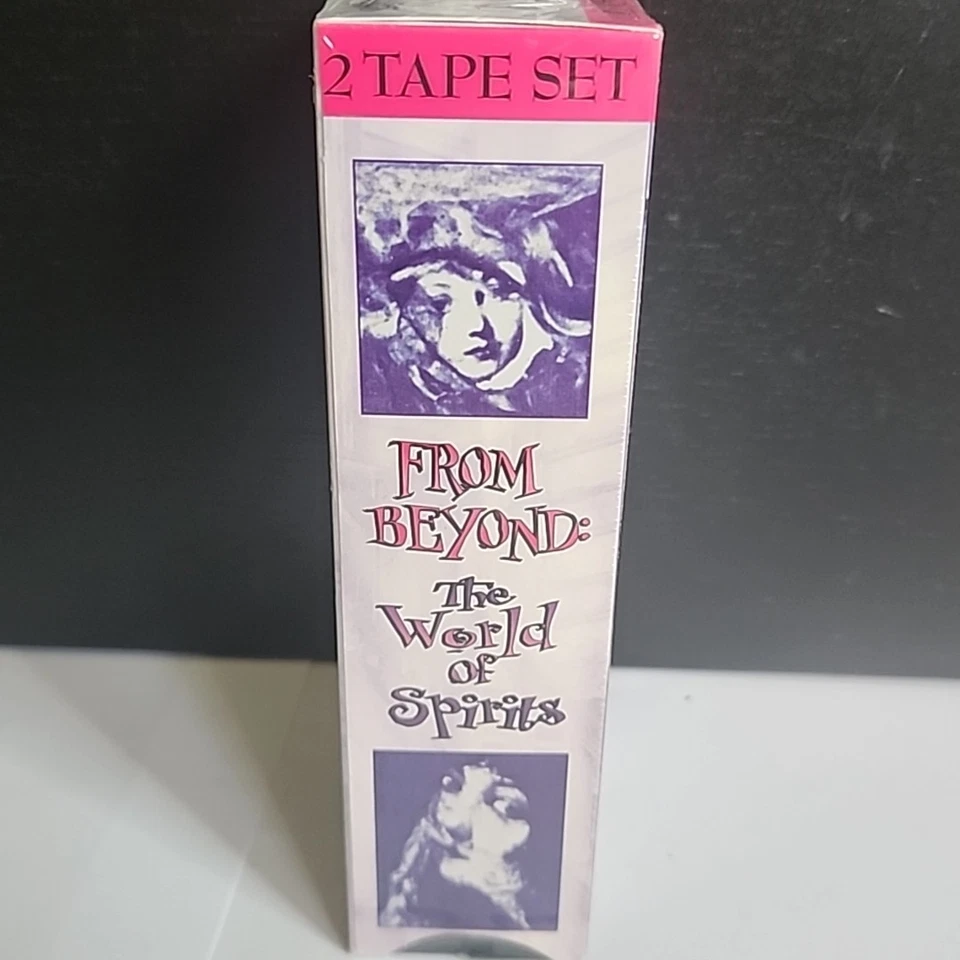 2 TAPE SET
FROM
BEYOND:
The
World
of
Spirits